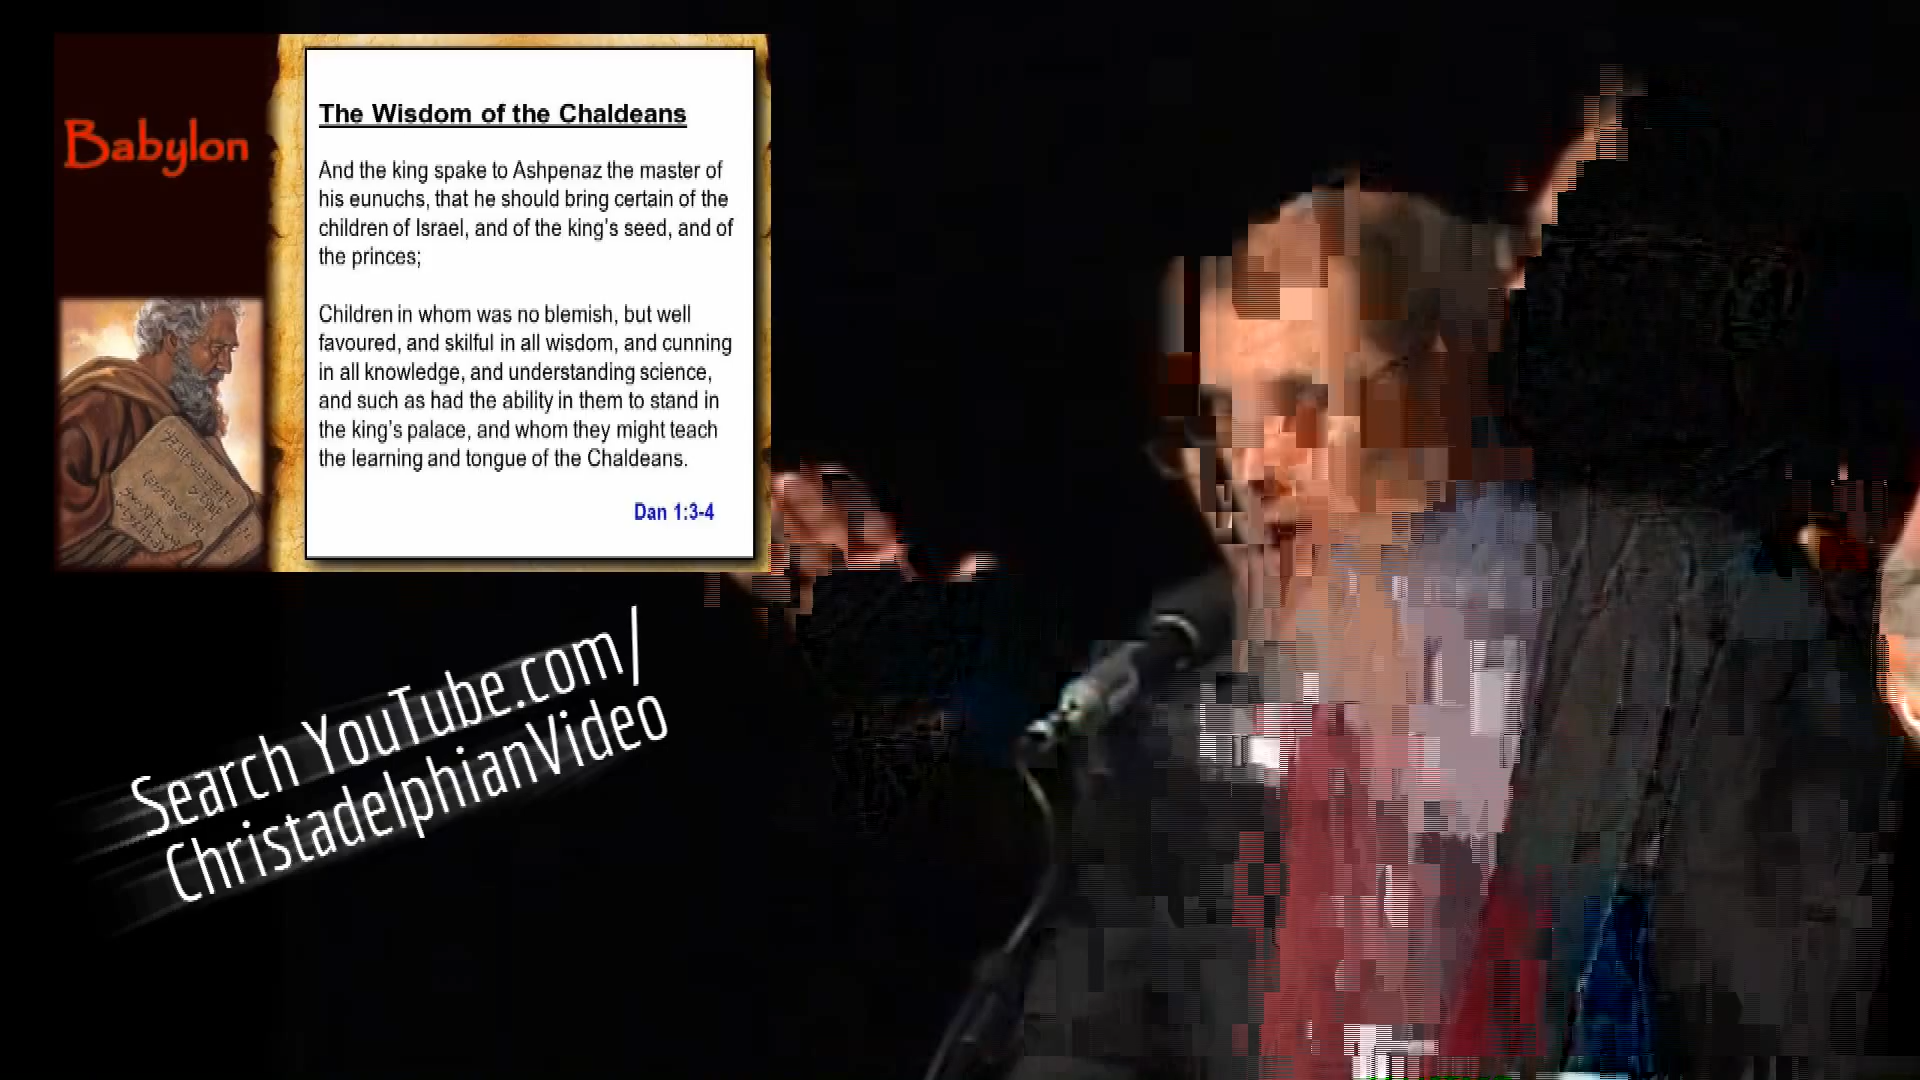 Babylon
The Wisdom of the Chaldeans
And the king spake to Ashpenaz the master of
his eunuchs, that he should bring certain of the
children of Israel, and of the king's seed, and of
the princes;
Children in whom was no blemish, but well
favoured, and skilful in all wisdom, and cunning
in all knowledge, and understanding science,
and such as had the ability in them to stand in
the king's palace, and whom they might teach
the learning and tongue of the Chaldeans.
Dan 1:3-4
Search YouTube.com/
ChristadelphianVideo